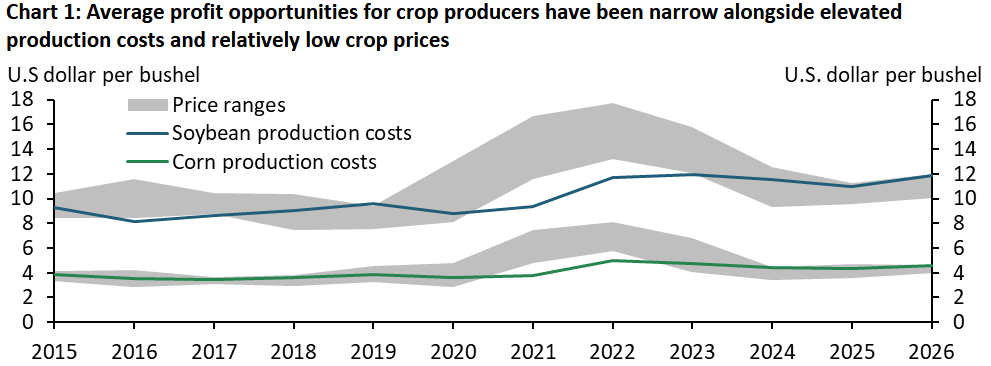 Chart 1: Average profit opportunities for crop producers have been narrow alongside elevated
production costs and relatively low crop prices
U.S dollar per bushel
U.S. dollar per bushel
18
16
14
12
10
8
6
4
2
0
Price ranges
Soybean production costs
Corn production costs
18
16
14
12
10
8
6
4
2
0
2015 2016 2017 2018 2019 2020 2021 2022 2023 2024 2025 2026